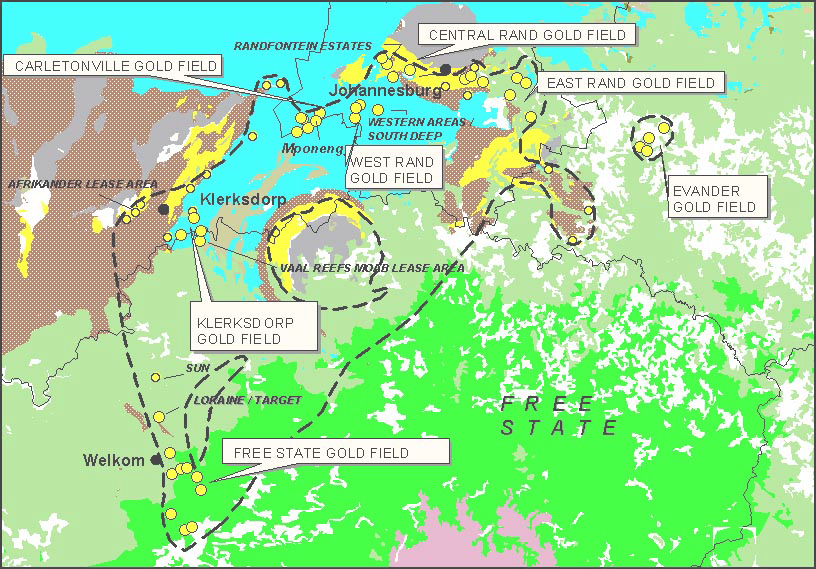 CENTRAL RAND GOLD FIELD
RANDFONTEIN ESTATES
CARLETONVILLE GOLD FIELD
EAST RAND GOLD FIELD
Johannesburg
WESTERN AREAS /
SOUTH DEEP
Mponeng
WEST RAND
GOLD FIELD
AFRIKANDER LEASE AREA
EVANDER
GOLD FIELD
Klerksdorp
VAAL REEFS MOAB LEASE AREA
KLERKSDORP
GOLD FIELD
SUN
LORAINE / TARGET
FREE
STATE
FREE STATE GOLD FIELD
Welkom